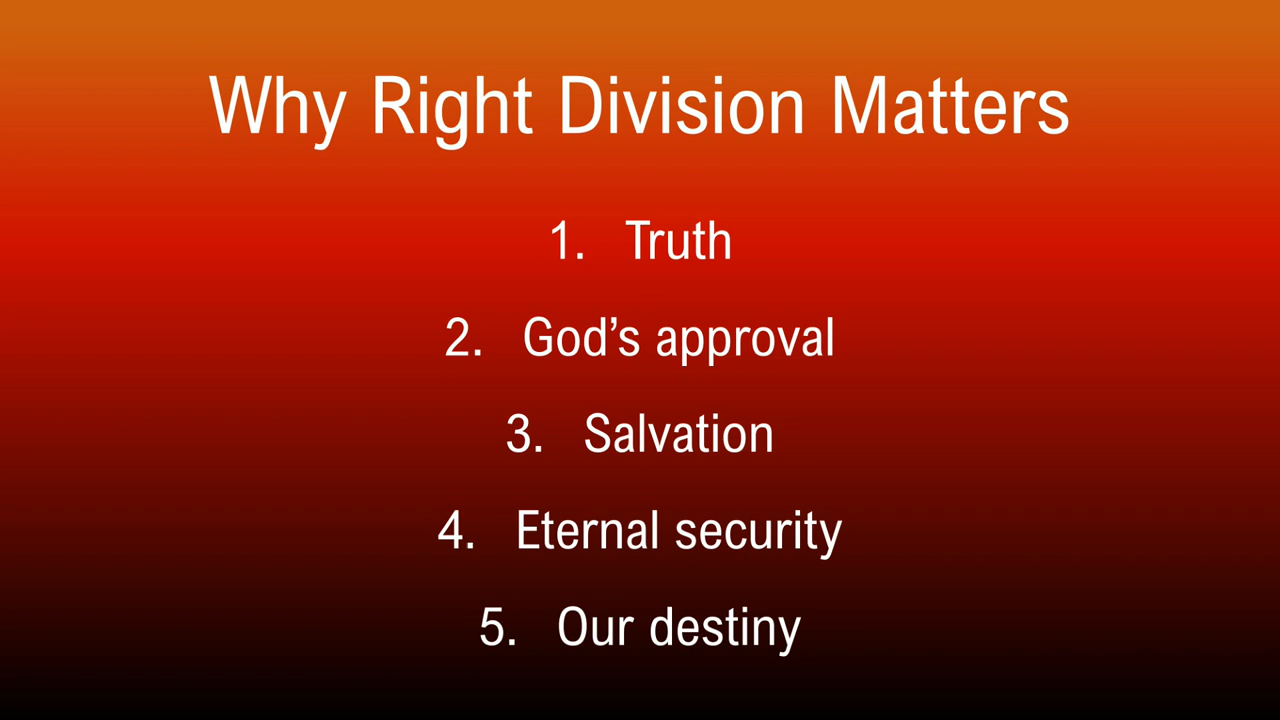 Why Right Division Matters
1. Truth
2. God’s approval
3. Salvation
4. Eternal security
5. Our destiny